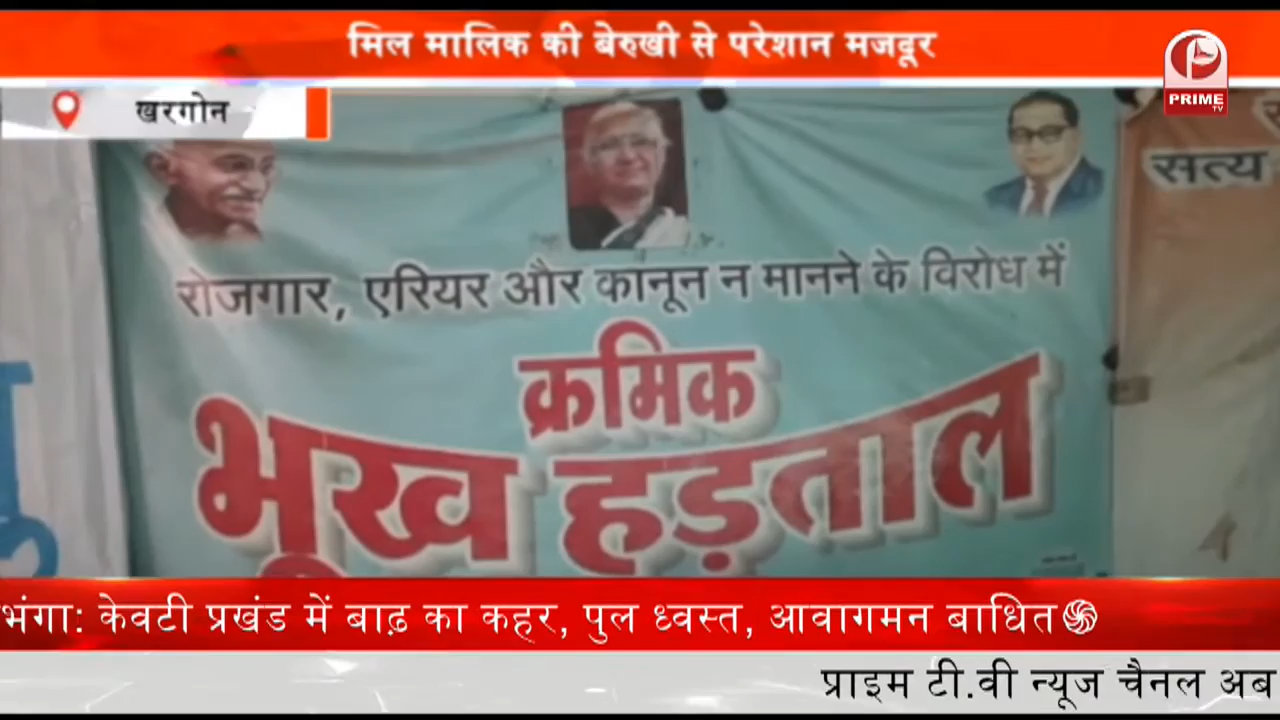 मिल मालिक की बेरुखी से परेशान मजदूर
PRIME
TV
खरगोन
सत्य
रोजगार, एरियर और कानून न मानने के विरोध में
क्रमिक
भूख हड़ताल
भंगा: केवटी प्रखंड में बाढ़ का कहर, पुल ध्वस्त, आवागमन बाधित
प्राइम टी.वी न्यूज चैनल अब